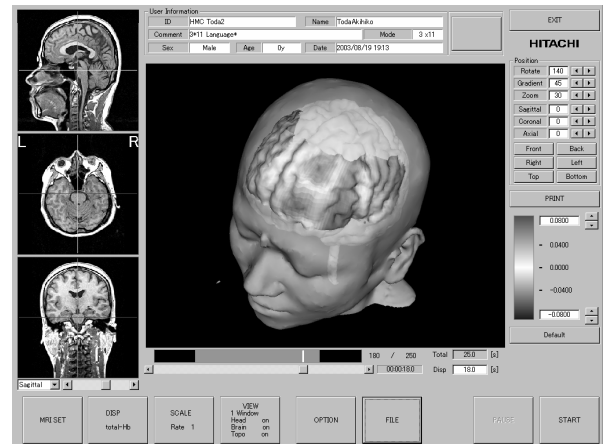 User Information
ID HMC Toda2 Name TodaAkihiko
Comment 3*11 Language* Mode 3 x11
Sex Male Age 0y Date 2003/08/19 19:13
EXIT
HITACHI
Position
Rotate 140
Gradient 45
Zoom 30
Sagittal 0
Coronal 0
Axial 0
Front Back
Right Left
Top Bottom
PRINT
0.0800
- 0.0400
- 0.0000
- -0.0400
-0.0800
Default
L R
180 / 250 Total 25.0 [s]
00:00:18.0 Disp 18.0 [s]
Sagittal
MRI SET
DISP
total-Hb
SCALE
Rate 1
VIEW
1 Window
Head on
Brain on
Topo on
OPTION
FILE
PAUSE
START